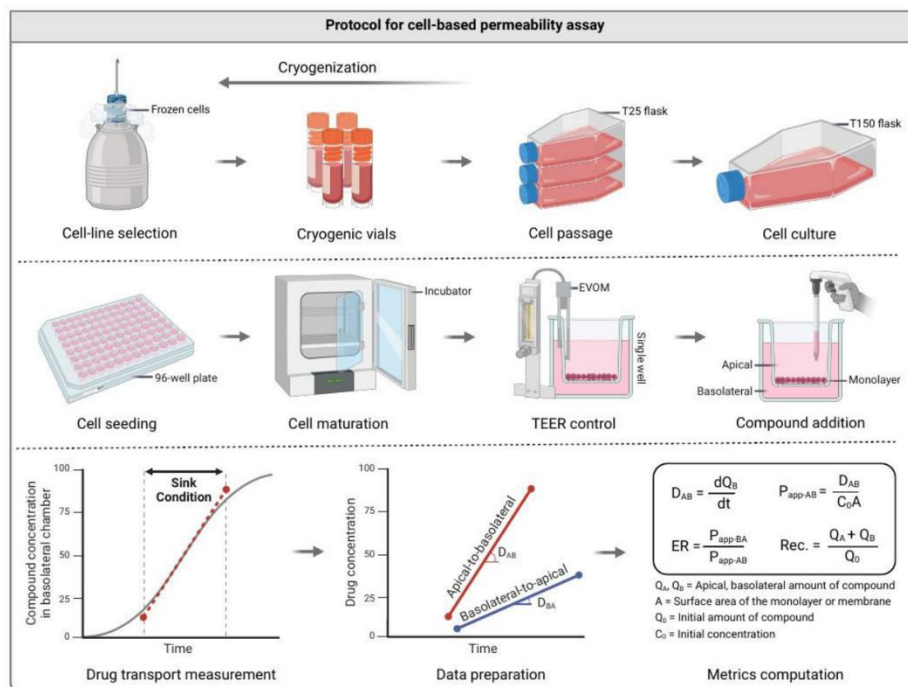 Protocol for cell-based permeability assay
Cryogenization
Frozen cells
T25 flask
T150 flask
Cell-line selection
Cryogenic vials
Cell passage
Cell culture
96-well plate
Incubator
EVOM
Single well
Apical
Basolateral
Monolayer
Cell seeding
Cell maturation
TEER control
Compound addition
Compound concentration
in basolateral chamber
100
75
50
25
0
Sink
Condition
Time
Drug transport measurement
Drug concentration
100
75
50
25
0
Apical-to-basolateral
D_AB
Basolateral-to-apical
D_BA
Time
Data preparation
D_AB = dQ_B / dt
P_app-AB = D_AB / C₀A
ER = P_app-BA / P_app-AB
Rec. = Q_A + Q_B / Q₀
Q_A, Q_B = Apical, basolateral amount of compound
A = Surface area of the monolayer or membrane
Q₀ = Initial amount of compound
C₀ = Initial concentration
Metrics computation